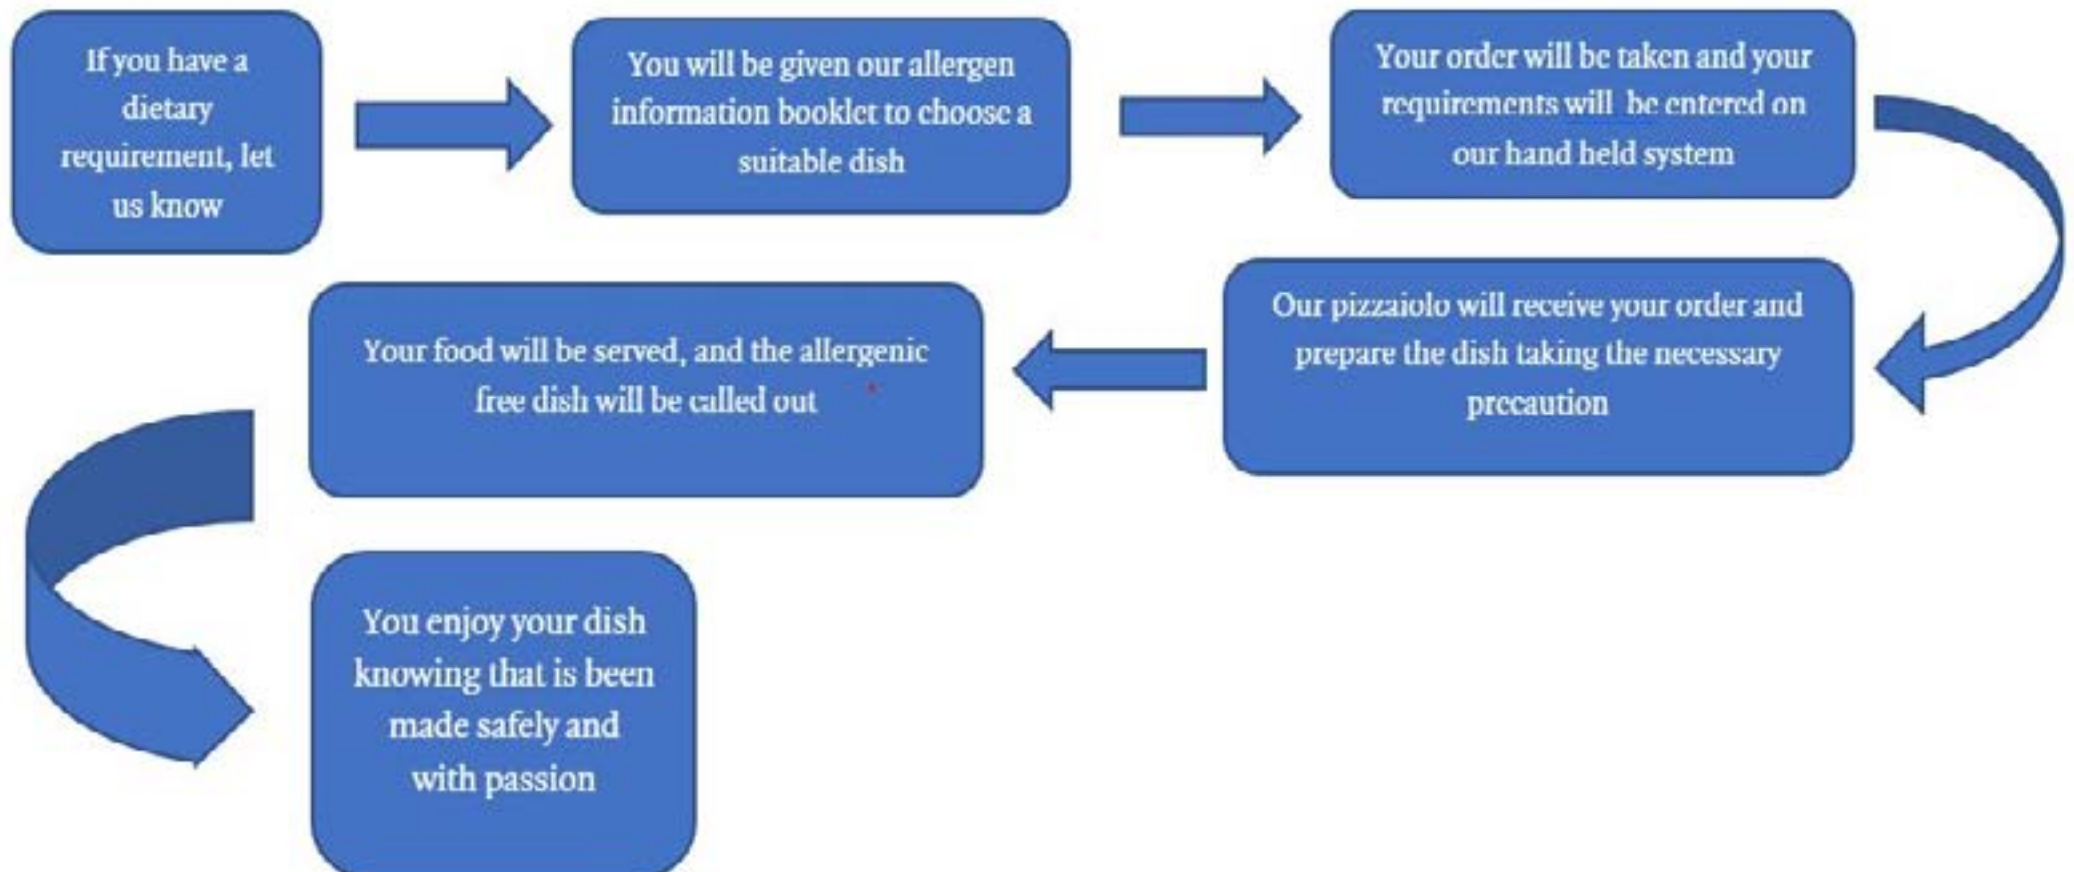 If you have a
dietary
requirement, let
us know
You will be given our allergen
information booklet to choose a
suitable dish
Your order will be taken and your
requirements will be entered on
our hand held system
Our pizzaiolo will receive your order and
prepare the dish taking the necessary
precaution
Your food will be served, and the allergenic
free dish will be called out
You enjoy your dish
knowing that is been
made safely and
with passion